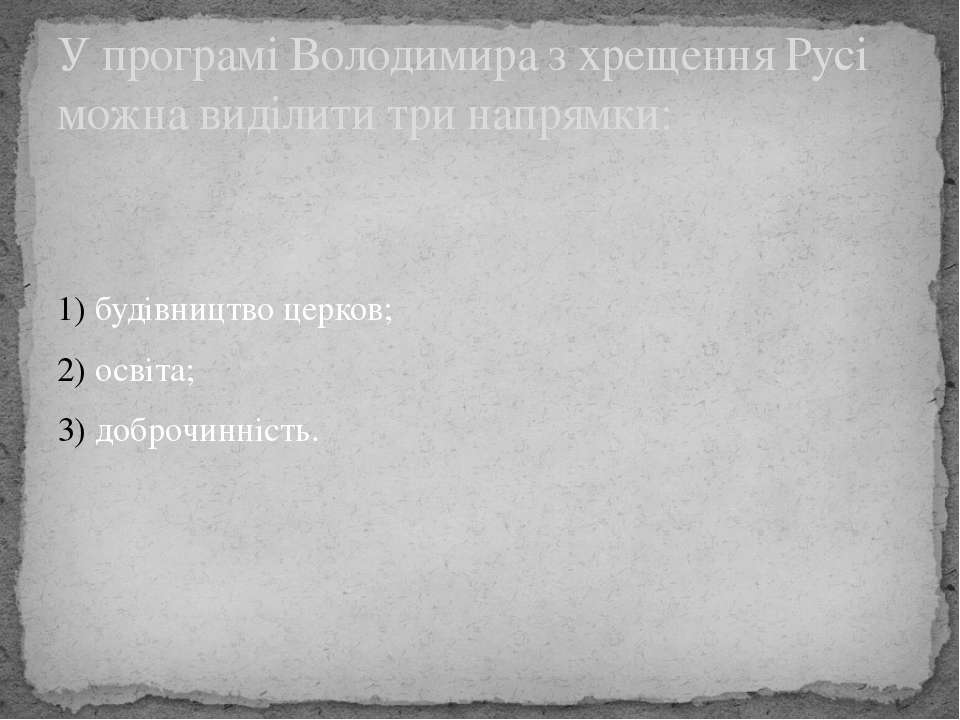 У програмі Володимира з хрещення Русі
можна виділити три напрямки:
1) будівництво церков;
2) освіта;
3) доброчинність.